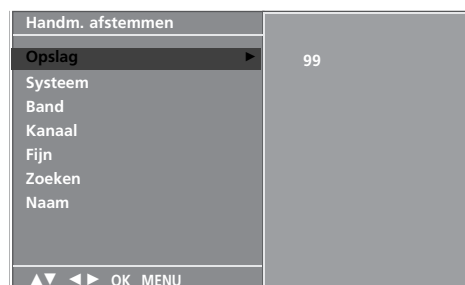 Handm. afstemmen
Opslag ► 99
Systeem
Band
Kanaal
Fijn
Zoeken
Naam
▲▼ ◄► OK MENU